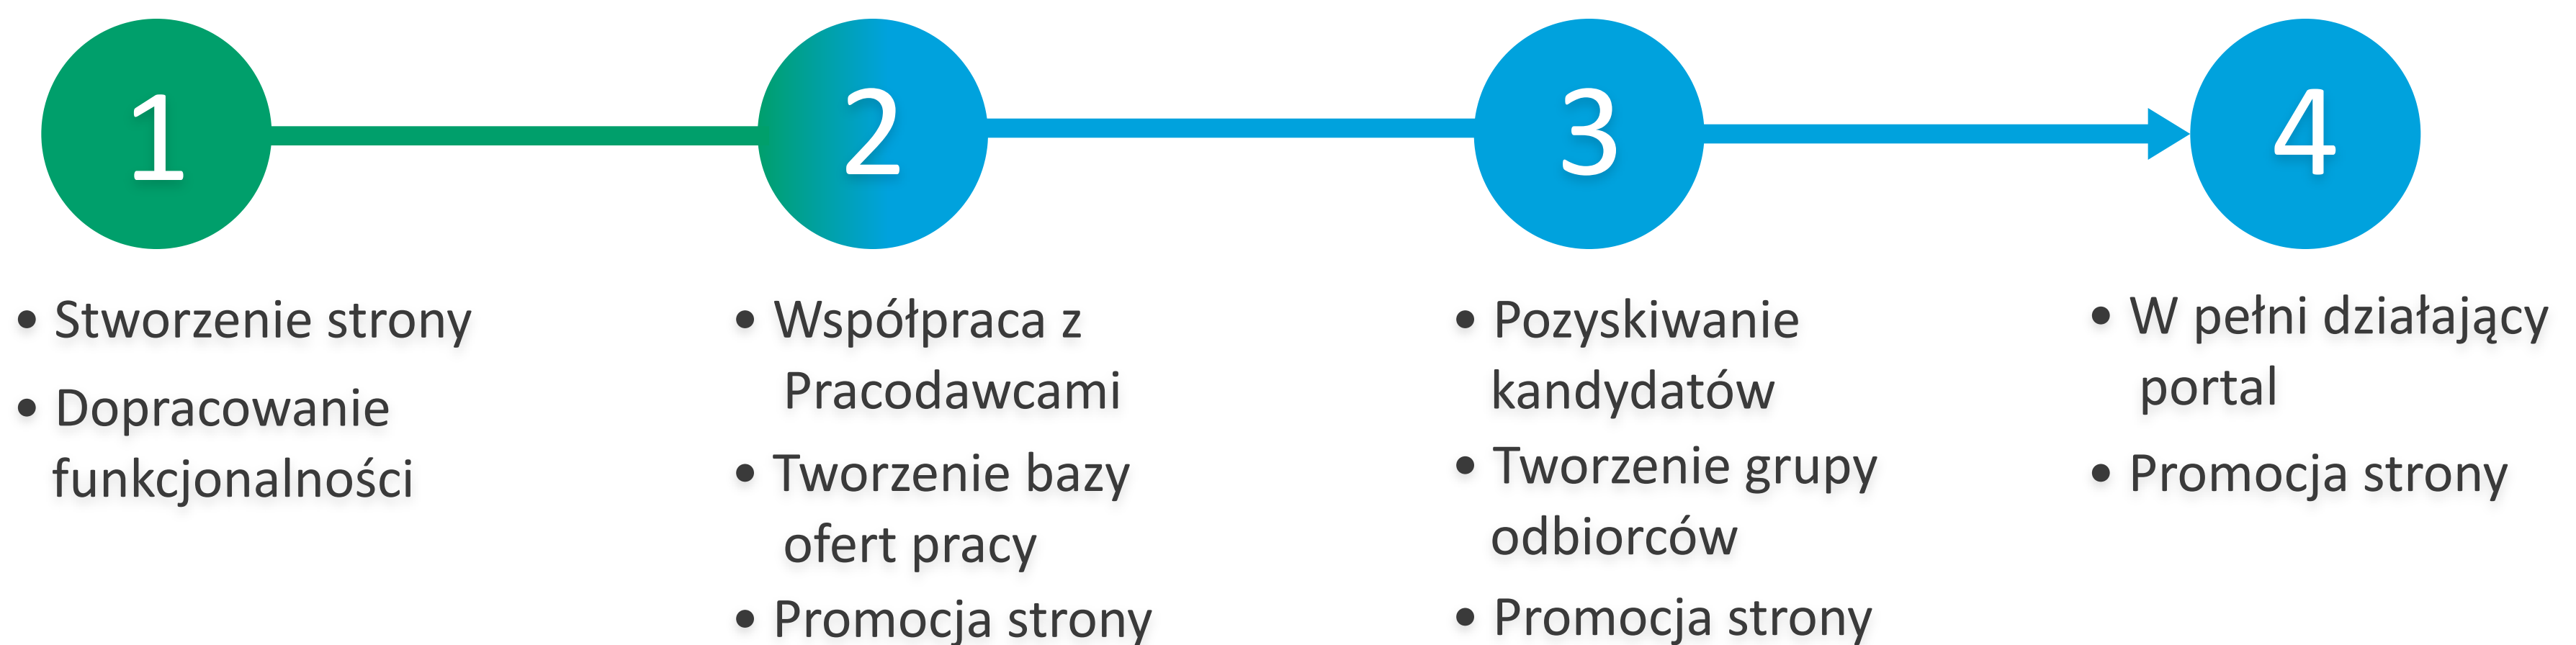 1
• Stworzenie strony
• Dopracowanie
funkcjonalności
2
• Współpraca z
Pracodawcami
• Tworzenie bazy
ofert pracy
• Promocja strony
3
• Pozyskiwanie
kandydatów
• Tworzenie grupy
odbiorców
• Promocja strony
4
• W pełni działający
portal
• Promocja strony